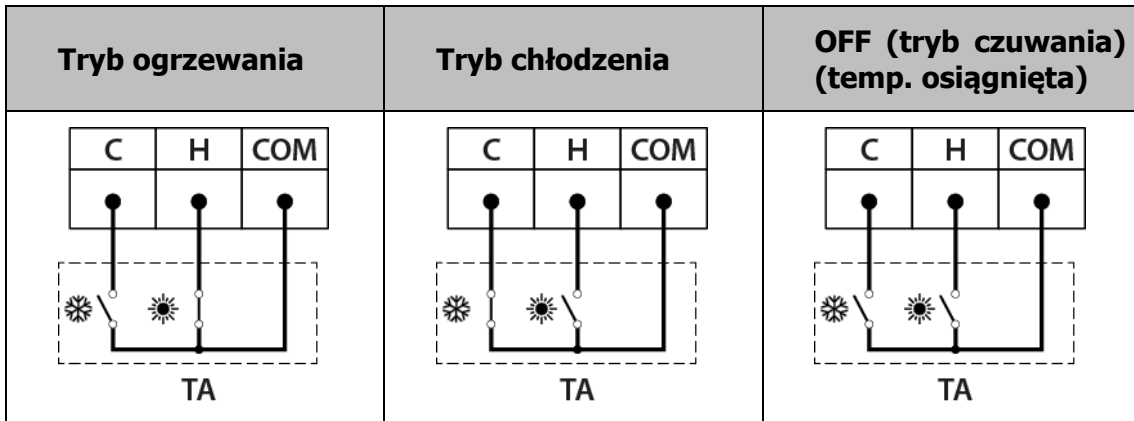 Tryb ogrzewania
Tryb chłodzenia
OFF (tryb czuwania)
(temp. osiągnięta)
C H COM
C H COM
C H COM
TA
TA
TA